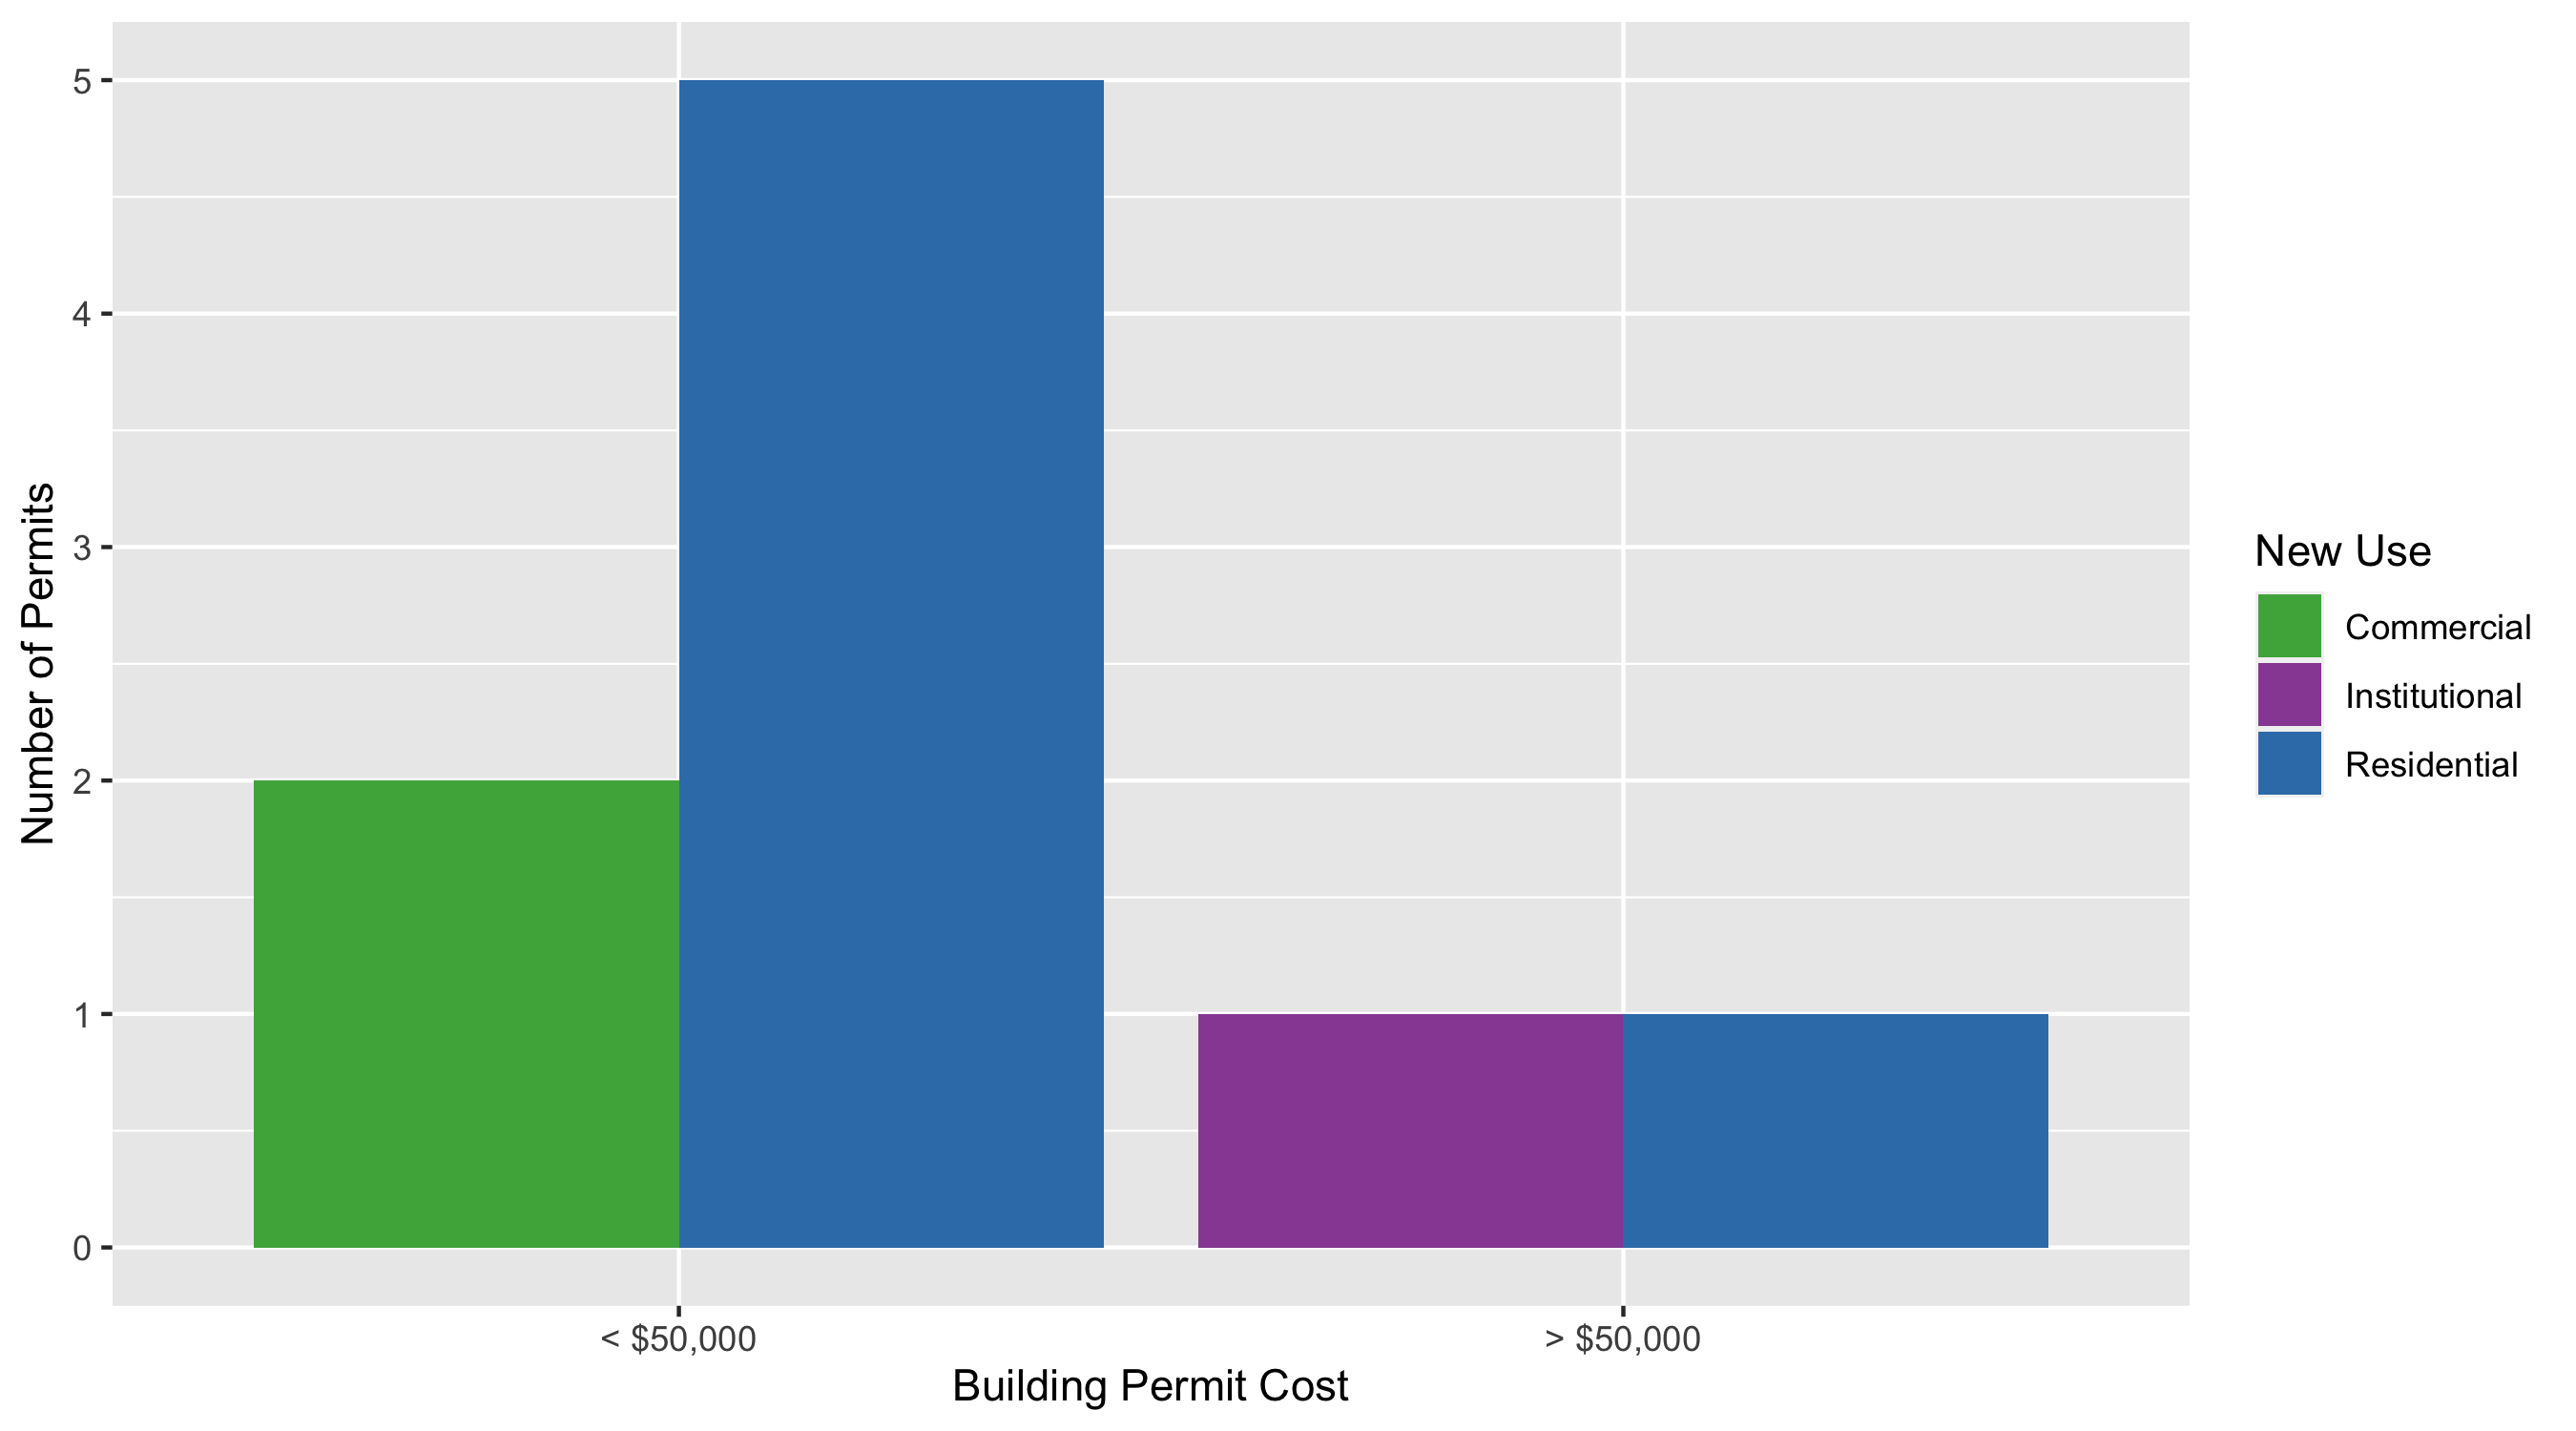 Number of Permits
5
4
3
2
1
0
< $50,000
> $50,000
Building Permit Cost
New Use
Commercial
Institutional
Residential